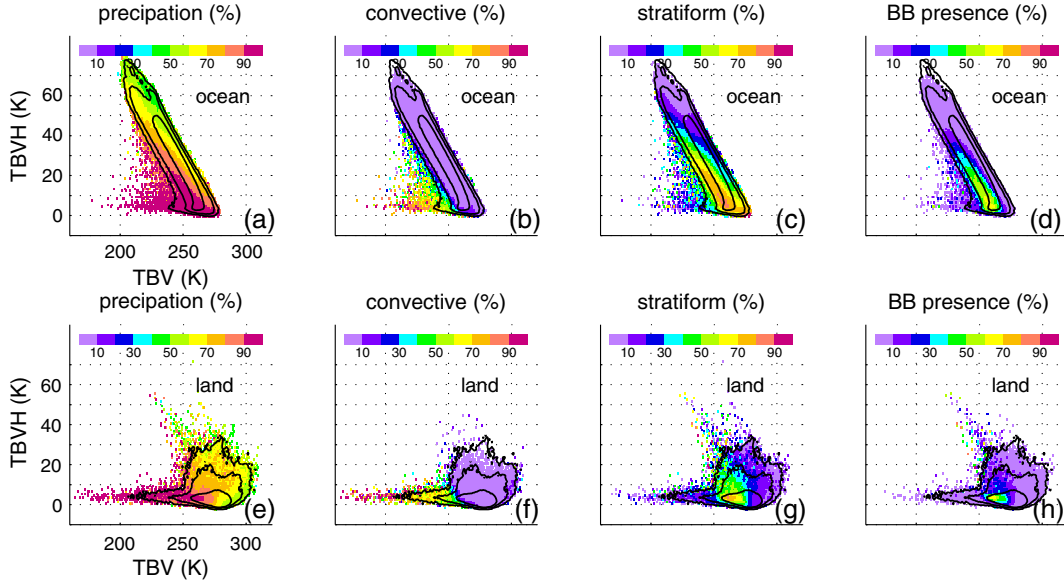 precipation (%)
convective (%)
stratiform (%)
BB presence (%)
10 30 50 70 90
10 30 50 70 90
10 30 50 70 90
10 30 50 70 90
ocean
ocean
ocean
ocean
TBVH (K)
60
40
20
0
(a)
(b)
(c)
(d)
200 250 300
TBV (K)
precipation (%)
convective (%)
stratiform (%)
BB presence (%)
10 30 50 70 90
10 30 50 70 90
10 30 50 70 90
10 30 50 70 90
land
land
land
land
TBVH (K)
60
40
20
0
(e)
(f)
(g)
(h)
200 250 300
TBV (K)